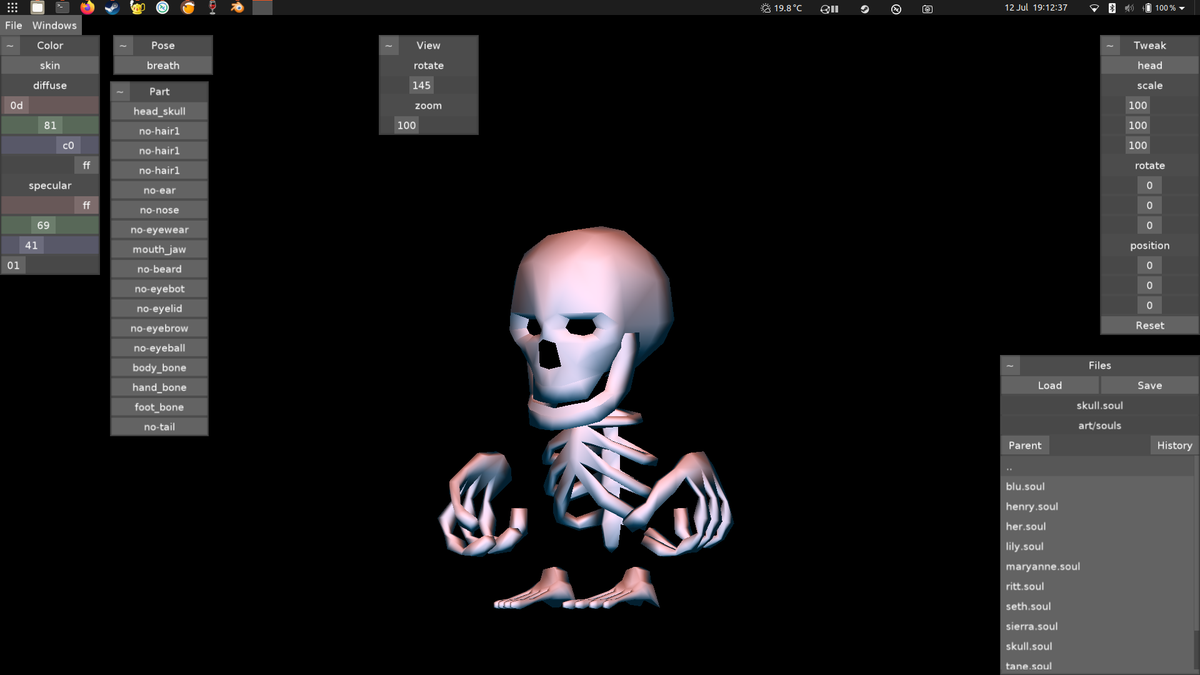 19.8°C
12 Jul 19:12:37
100 %
File Windows
~ Color
skin
diffuse
0d
81
c0
ff
specular
ff
69
41
01
~ Pose
breath
~ Part
head_skull
no-hair1
no-hair1
no-hair1
no-ear
no-nose
no-eyewear
mouth_jaw
no-beard
no-eyebot
no-eyelid
no-eyebrow
no-eyeball
body_bone
hand_bone
foot_bone
no-tail
~ View
rotate
145
zoom
100
~ Tweak
head
scale
100
100
100
rotate
0
0
0
position
0
0
0
Reset
~ Files
Load Save
skull.soul
art/souls
Parent History
..
blu.soul
henry.soul
her.soul
lily.soul
maryanne.soul
ritt.soul
seth.soul
sierra.soul
skull.soul
tane.soul